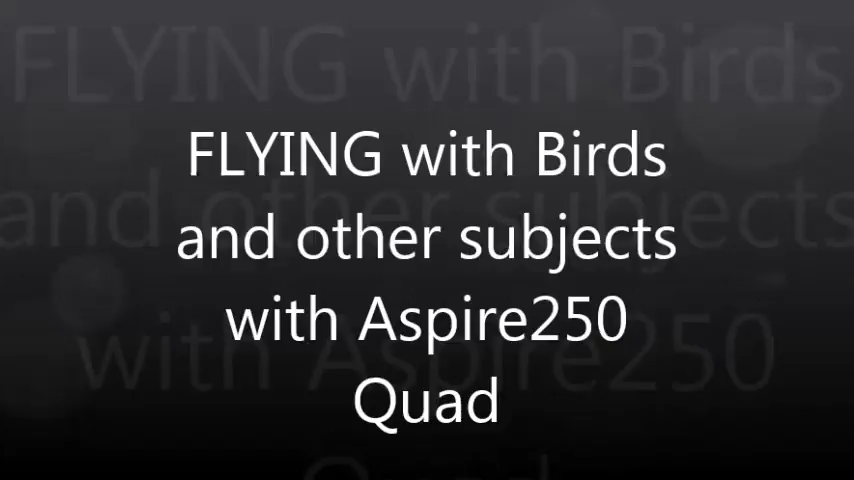 FLYING with Birds
and other subjects
with Aspire250
Quad